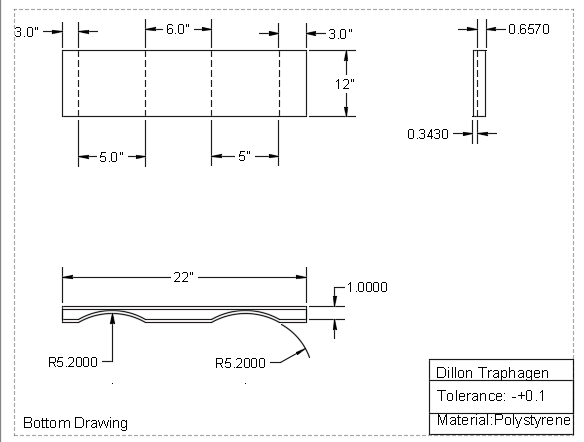 3.0" 6.0" 3.0" 0.6570
12"
0.3430
5.0" 5"
22"
1.0000
R5.2000 R5.2000
Dillon Traphagen
Tolerance: -+0.1
Bottom Drawing Material:Polystyrene